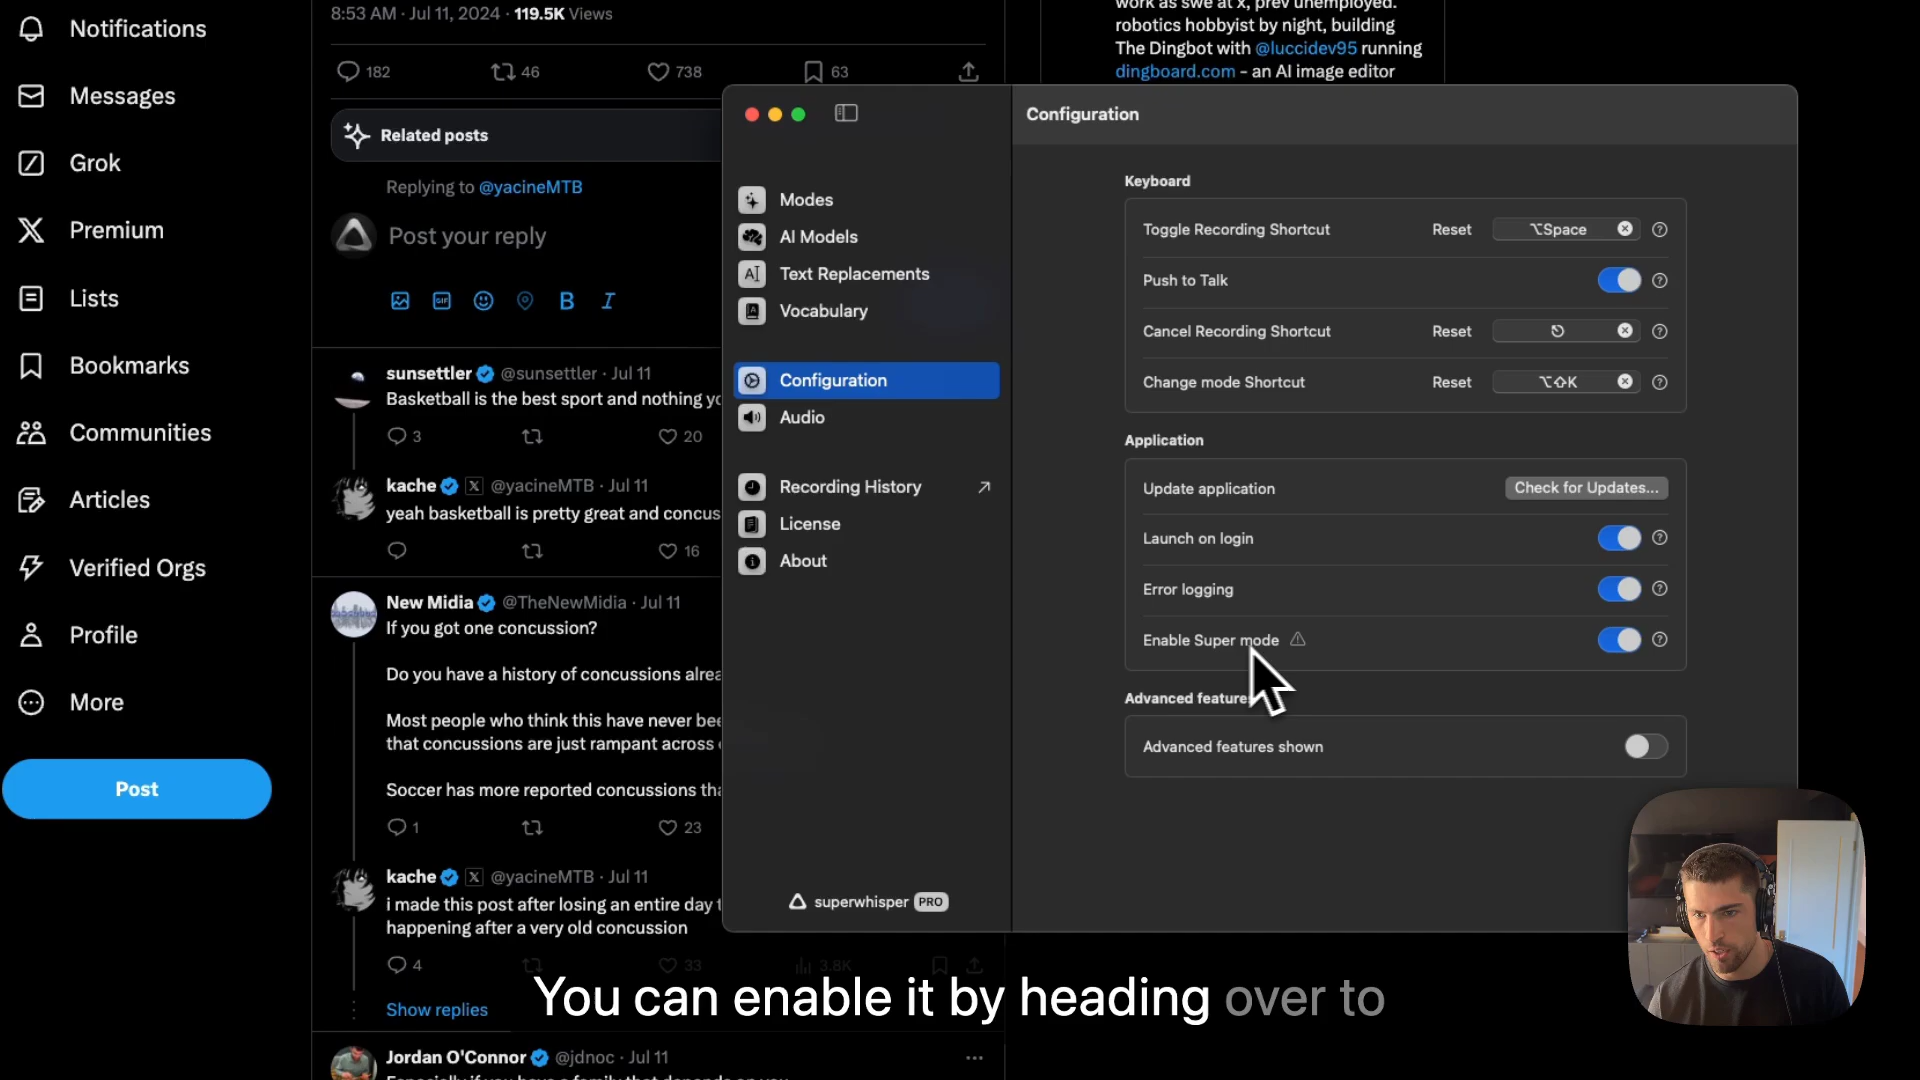 Notifications
Messages
Grok
Premium
Lists
Bookmarks
Communities
Articles
Verified Orgs
Profile
More
Post
8:53 AM · Jul 11, 2024 · 119.5K Views
182
46
738
63
Related posts
Replying to @yacineMTB
Post your reply
GIF
B
I
sunsettler @sunsettler · Jul 11
Basketball is the best sport and nothing
3
20
kache @yacineMTB · Jul 11
yeah basketball is pretty great and
16
New Midia @TheNewMidia · Jul 11
If you got one concussion?
Do you have a history of concussions
Most people who think this have never
that concussions are just rampant across
Soccer has more reported concussions
1
23
kache @yacineMTB · Jul 11
i made this post after losing an entire day
happening after a very old concussion
4
33
3.8K
Show replies
Jordan O'Connor @jdnoc · Jul 11
work as swe at x, prev unemployed.
robotics hobbyist by night, building
The Dingbot with @luccidev95 running
dingboard.com - an AI image editor
Modes
AI Models
Text Replacements
Vocabulary
Configuration
Audio
Recording History
License
About
superwhisper PRO
Configuration
Keyboard
Toggle Recording Shortcut Reset ⌥Space
Push to Talk
Cancel Recording Shortcut Reset ⎋
Change mode Shortcut Reset ⌥⇧K
Application
Update application Check for Updates...
Launch on login
Error logging
Enable Super mode
Advanced
Advanced features shown
You can enable it by heading over to